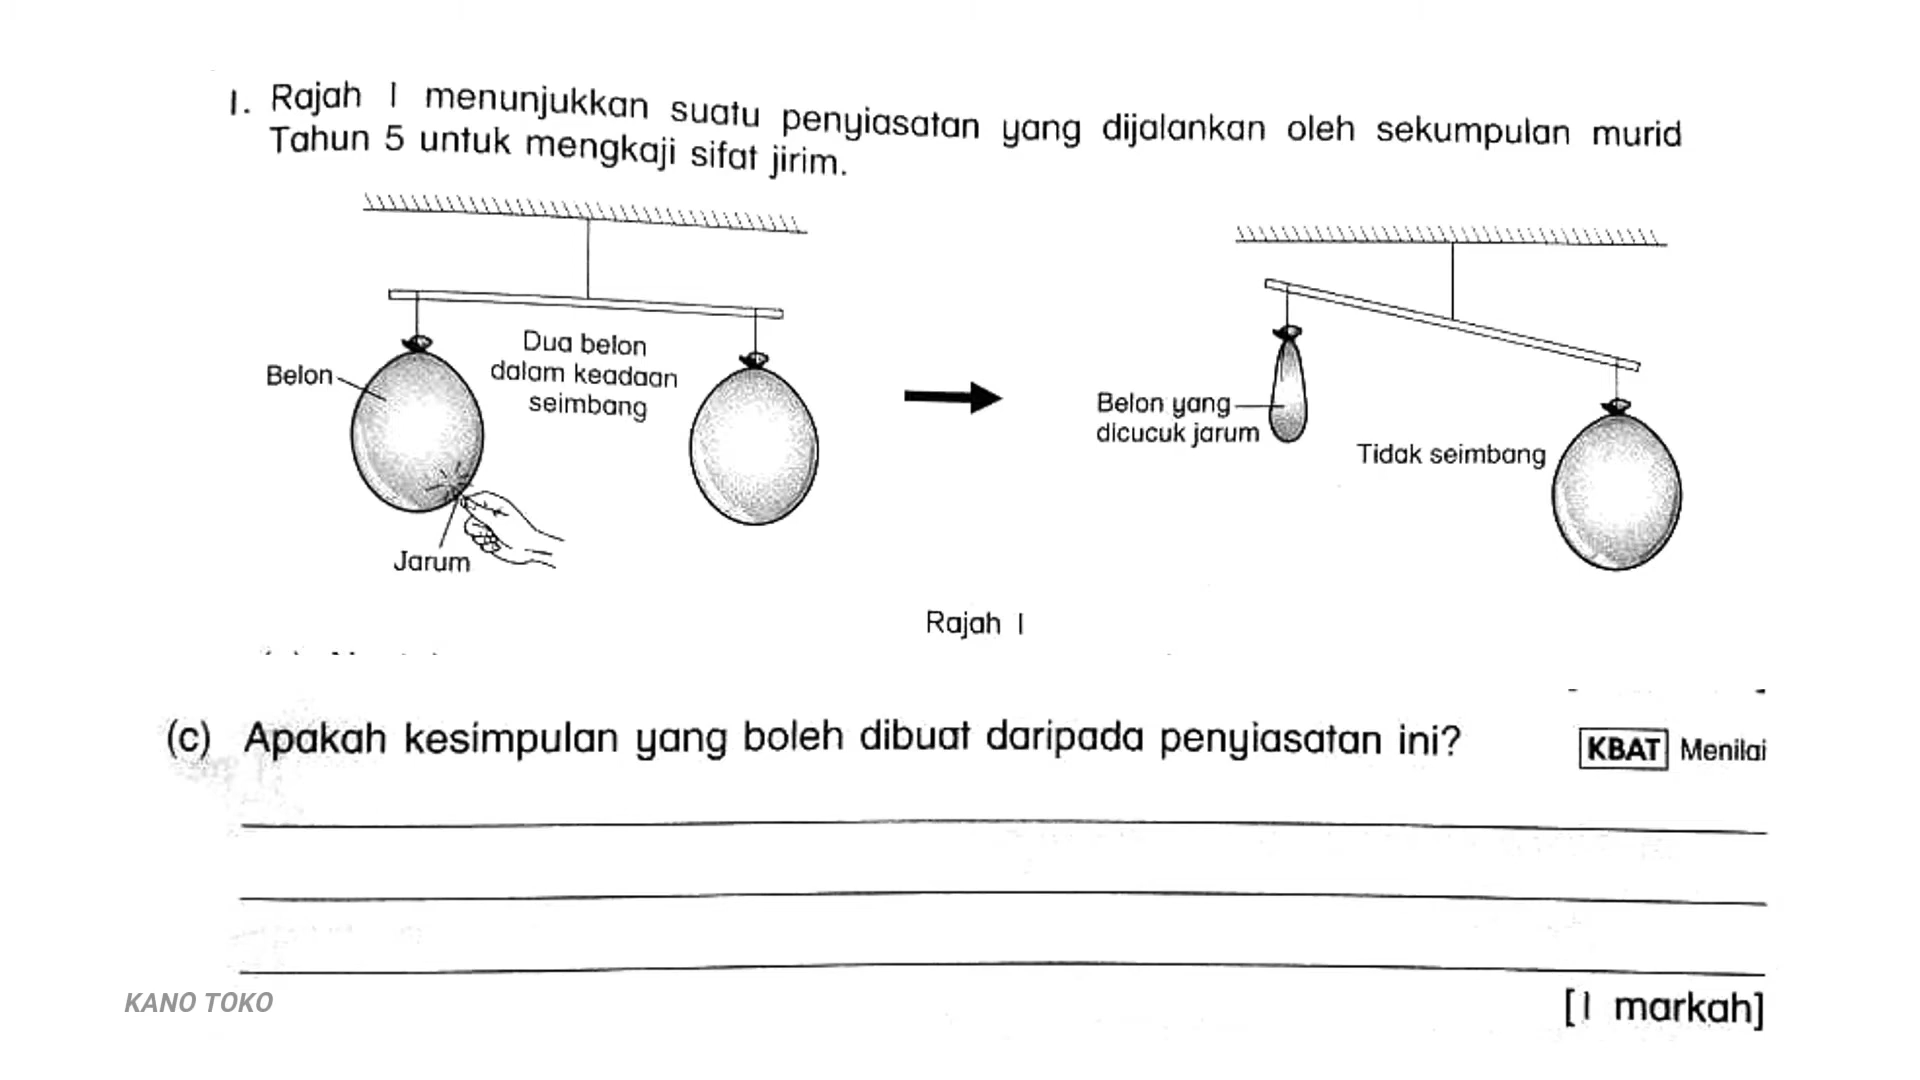 1. Rajah 1 menunjukkan suatu penyiasatan yang dijalankan oleh sekumpulan murid
Tahun 5 untuk mengkaji sifat jirim.
Belon
Dua belon
dalam keadaan
seimbang
Jarum
Belon yang
dicucuk jarum
Tidak seimbang
Rajah 1
(c) Apakah kesimpulan yang boleh dibuat daripada penyiasatan ini?
KBAT Menilai
KANO TOKO
[1 markah]